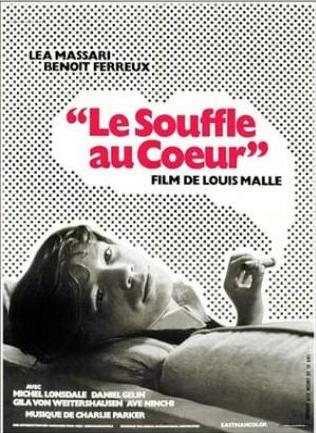 LEA MASSARI
BENOIT FERREUX
"Le Souffle
au Coeur"
FILM DE LOUIS MALLE
AVEC
MICHEL LONSDALE DANIEL GELIN
GILA VON WEITERSHAUSEN AVE NINCHI
MUSIQUE DE CHARLIE PARKER
EASTMANCOLOR